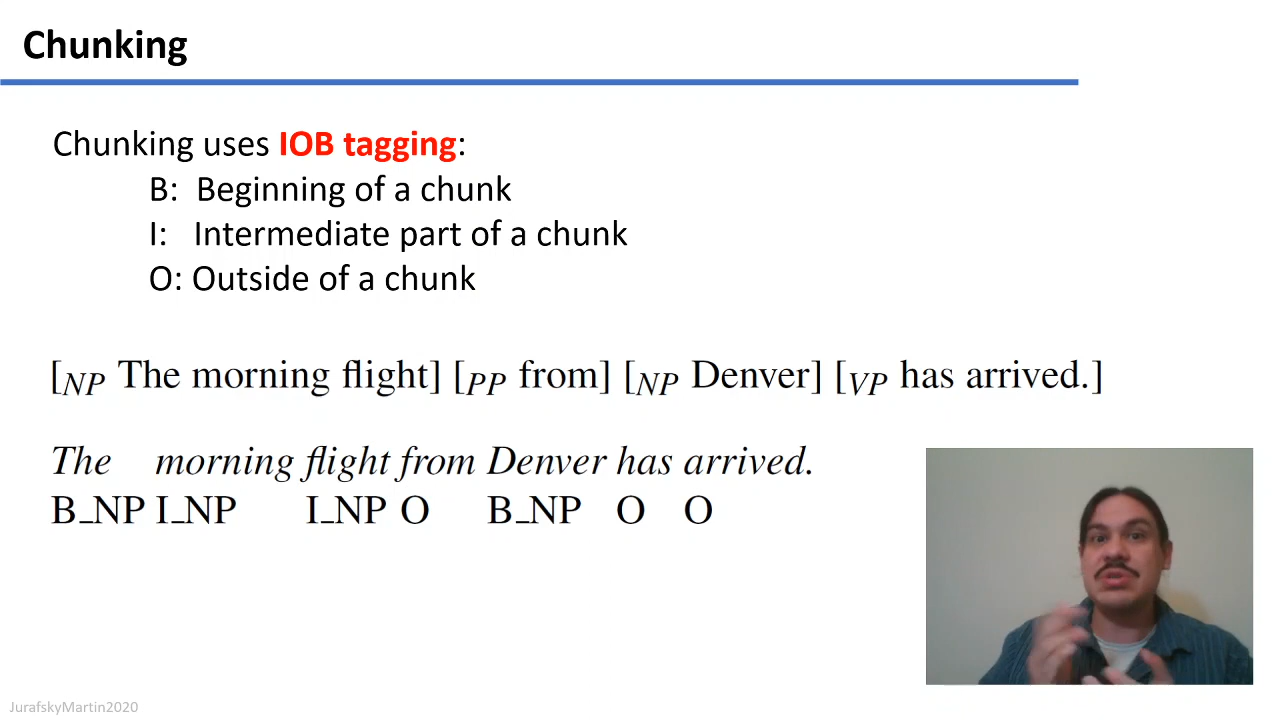 Chunking
Chunking uses IOB tagging:
B: Beginning of a chunk
I: Intermediate part of a chunk
O: Outside of a chunk
[NP The morning flight] [PP from] [NP Denver] [VP has arrived.]
The morning flight from Denver has arrived.
B_NP I_NP I_NP O B_NP O O
JurafskyMartin2020